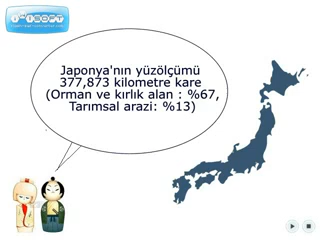 Japonya'nın yüzölçümü
377,873 kilometre kare
(Orman ve kırlık alan : %67,
Tarımsal arazi: %13)